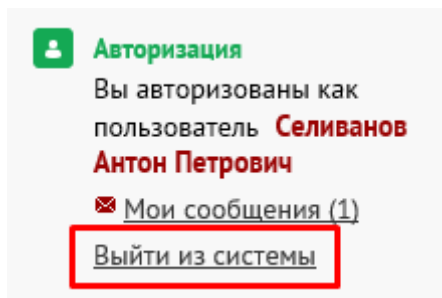 Авторизация
Вы авторизованы как
пользователь Селиванов
Антон Петрович
Мои сообщения (1)
Выйти из системы